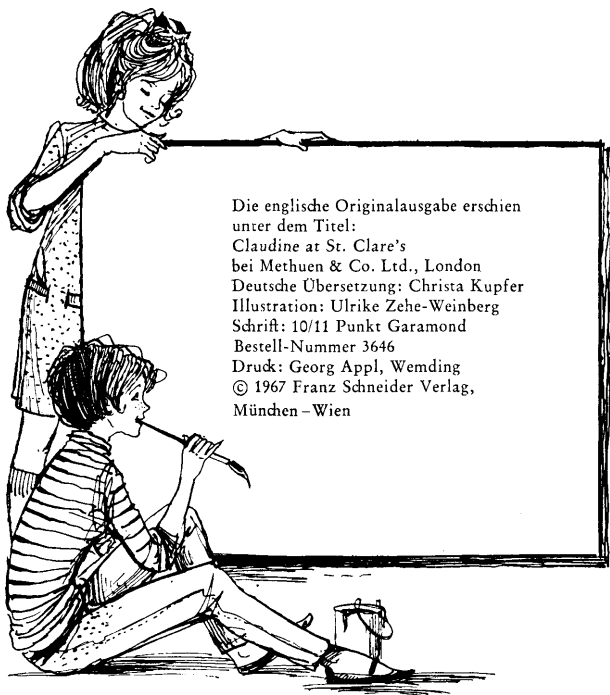 Die englische Originalausgabe erschien
unter dem Titel:
Claudine at St. Clare's
bei Methuen & Co. Ltd., London
Deutsche Übersetzung: Christa Kupfer
Illustration: Ulrike Zehe-Weinberg
Schrift: 10/11 Punkt Garamond
Bestell-Nummer 3646
Druck: Georg Appl, Wemding
© 1967 Franz Schneider Verlag,
München – Wien